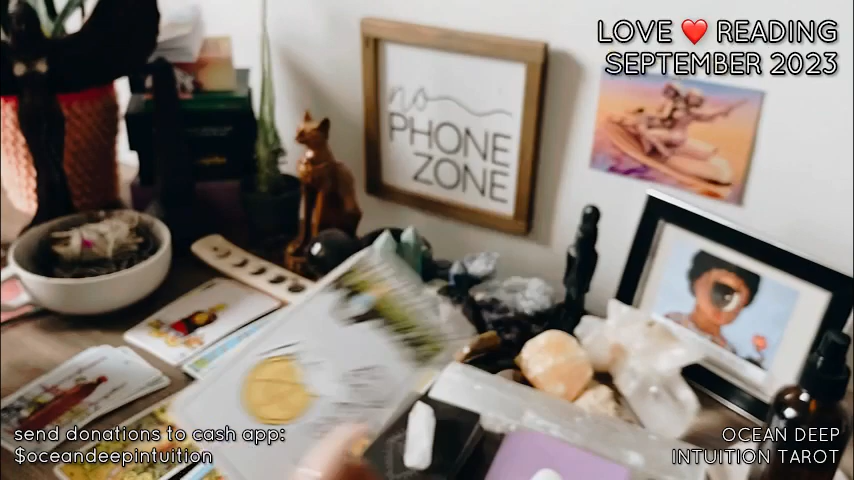 LOVE ❤️ READING
SEPTEMBER 2023
no
PHONE
ZONE
send donations to cash app:
$oceandeepintuition
OCEAN DEEP
INTUITION TAROT